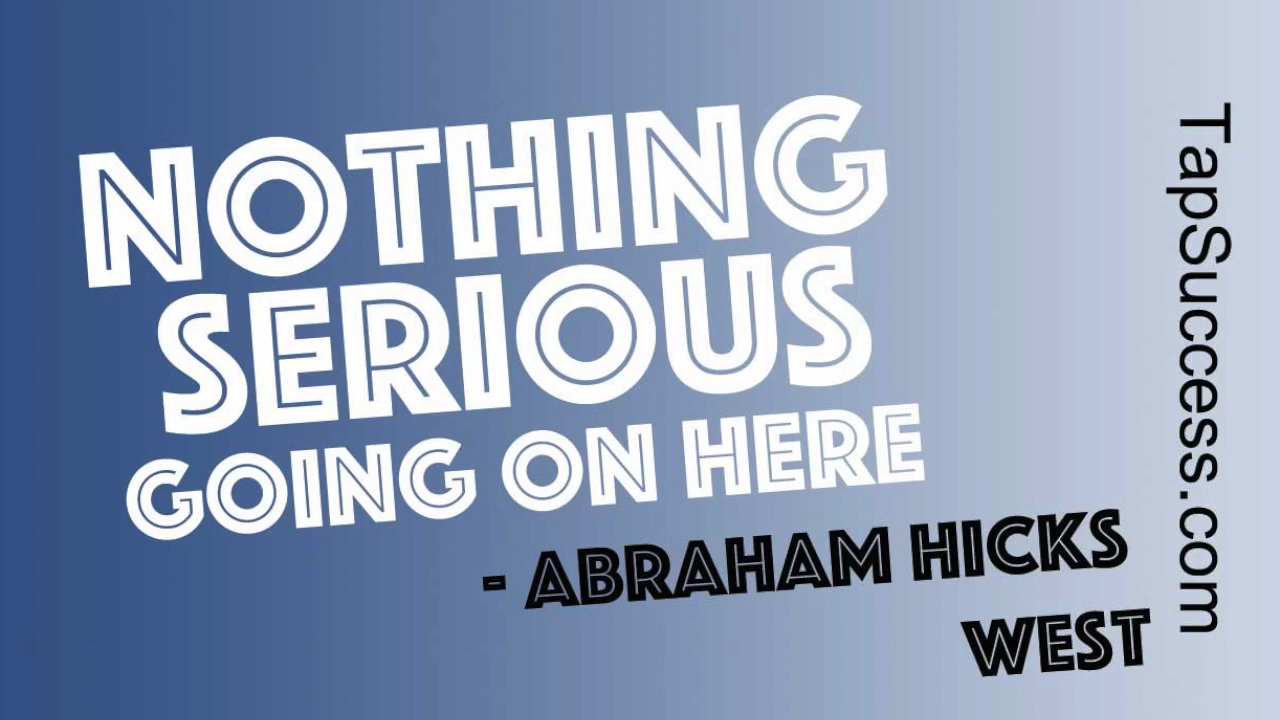 NOTHING
SERIOUS
GOING ON HERE
- ABRAHAM HICKS
WEST
TapSuccess.com